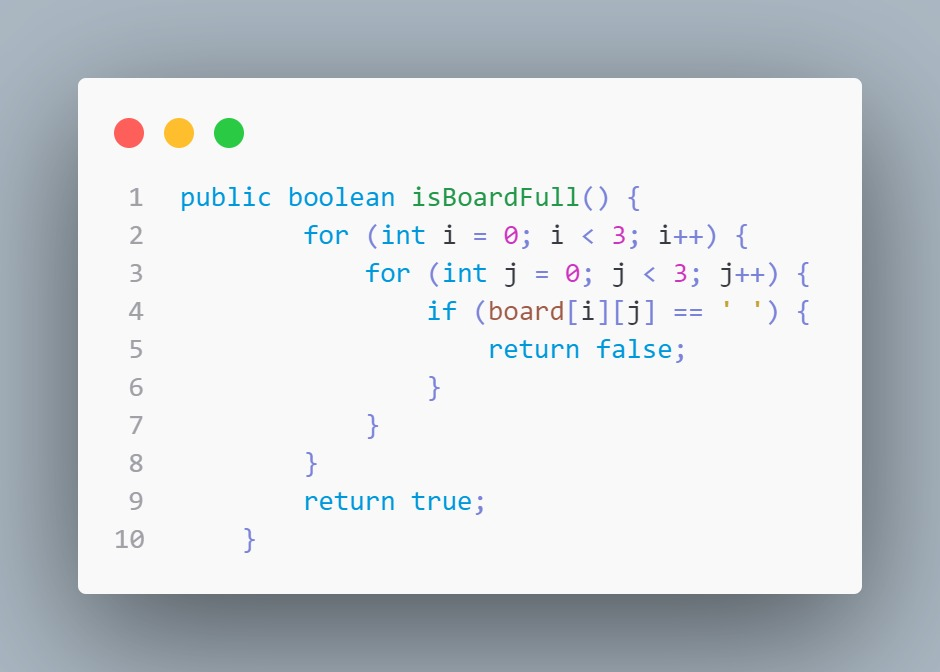 1 public boolean isBoardFull() {
2         for (int i = 0; i < 3; i++) {
3             for (int j = 0; j < 3; j++) {
4                 if (board[i][j] == ' ') {
5                     return false;
6                 }
7             }
8         }
9         return true;
10     }